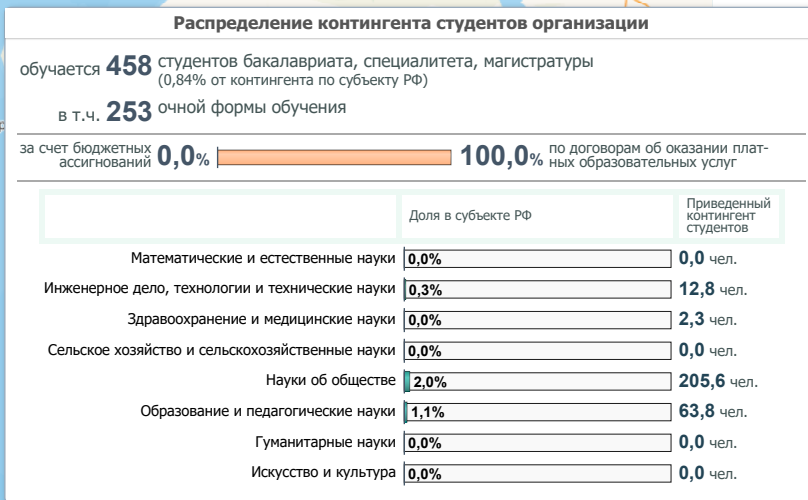 Распределение контингента студентов организации
обучается 458 студентов бакалавриата, специалитета, магистратуры
(0,84% от контингента по субъекту РФ)
в т.ч. 253 очной формы обучения
за счет бюджетных
ассигнований 0,0%
100,0% по договорам об оказании плат-
ных образовательных услуг
Доля в субъекте РФ
Приведенный
контингент
студентов
Математические и естественные науки 0,0% 0,0 чел.
Инженерное дело, технологии и технические науки 0,3% 12,8 чел.
Здравоохранение и медицинские науки 0,0% 2,3 чел.
Сельское хозяйство и сельскохозяйственные науки 0,0% 0,0 чел.
Науки об обществе 2,0% 205,6 чел.
Образование и педагогические науки 1,1% 63,8 чел.
Гуманитарные науки 0,0% 0,0 чел.
Искусство и культура 0,0% 0,0 чел.